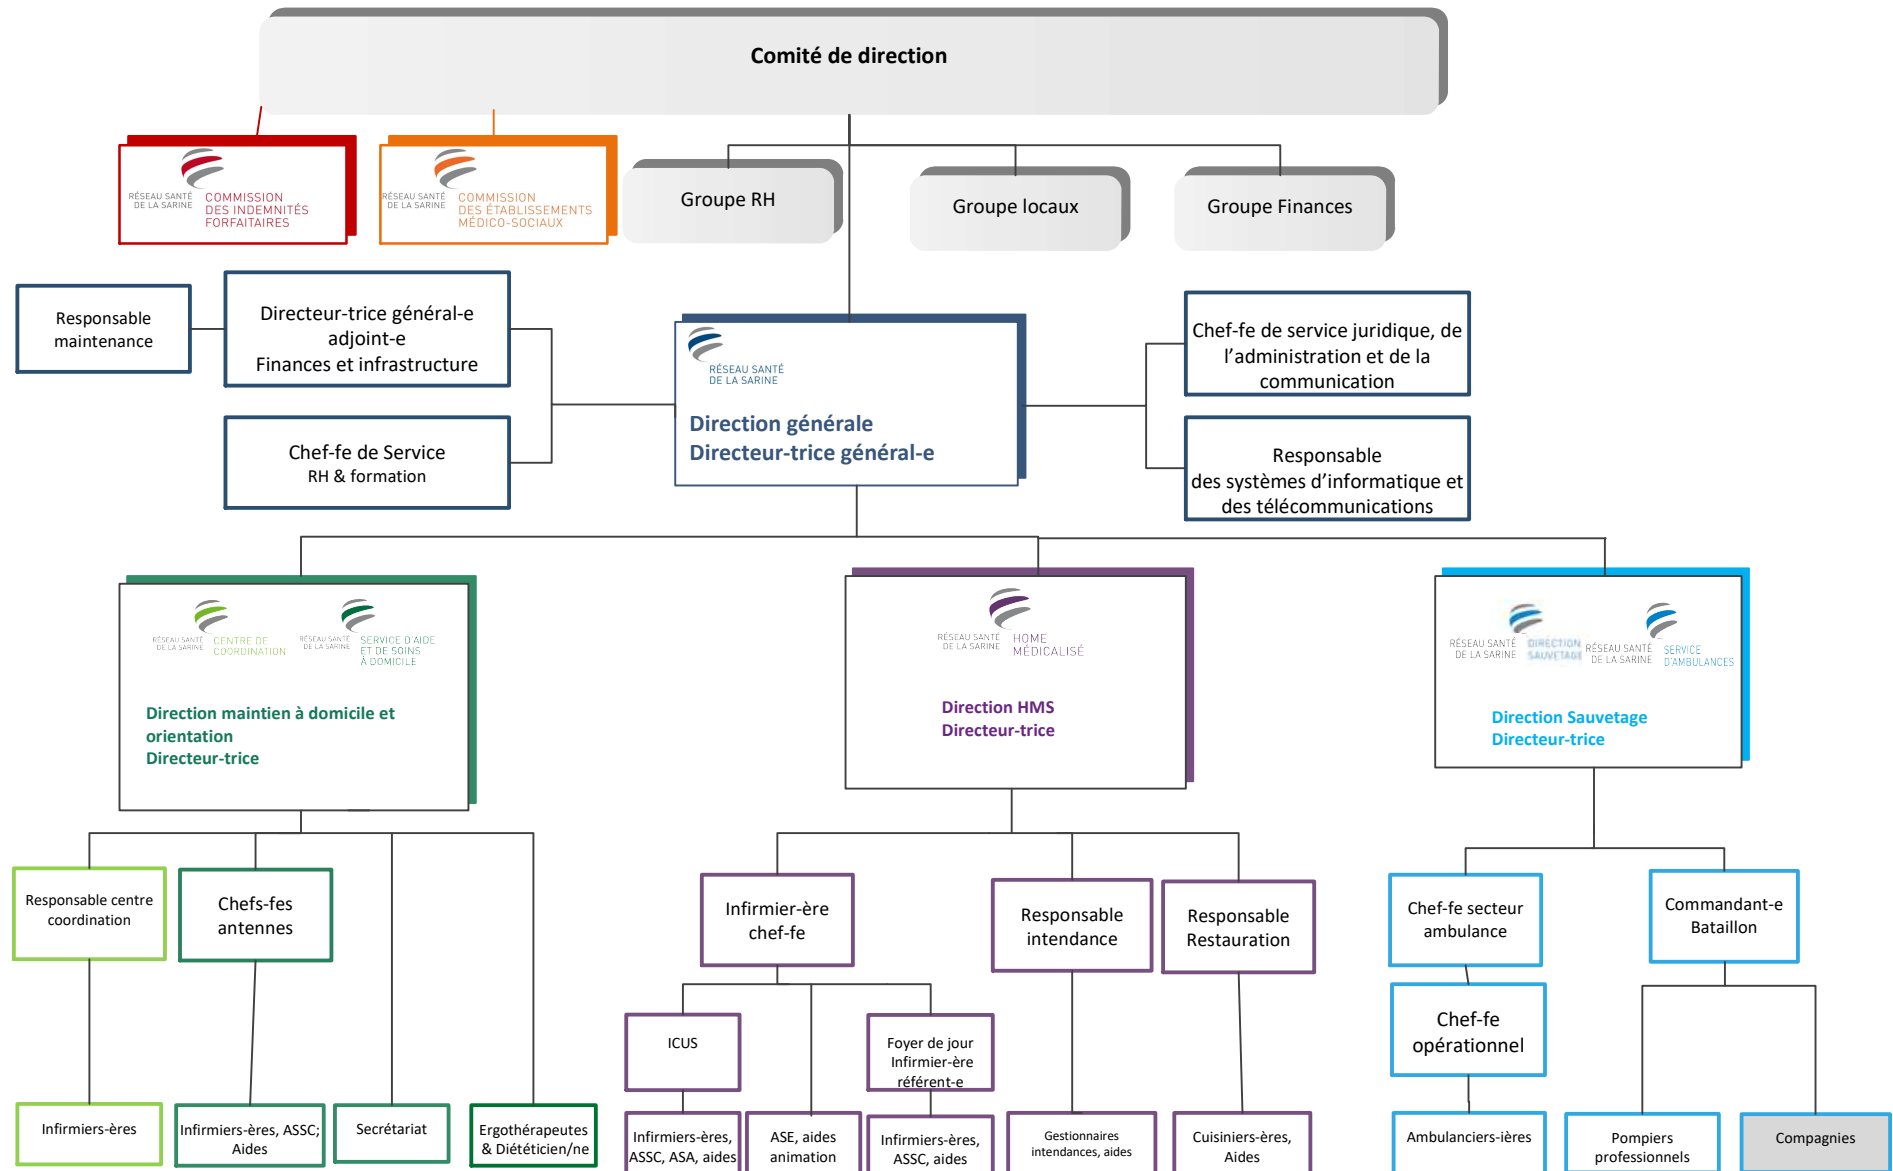 Comité de direction
RÉSEAU SANTÉ
DE LA SARINE
COMMISSION
DES INDEMNITÉS
FORFAITAIRES
RÉSEAU SANTÉ
DE LA SARINE
COMMISSION
DES ÉTABLISSEMENTS
MÉDICO-SOCIAUX
Groupe RH
Groupe locaux
Groupe Finances
Responsable
maintenance
Directeur-trice général-e
adjoint-e
Finances et infrastructure
Chef-fe de Service
RH & formation
RÉSEAU SANTÉ
DE LA SARINE
Direction générale
Directeur-trice général-e
Chef-fe de service juridique, de
l’administration et de la
communication
Responsable
des systèmes d’informatique et
des télécommunications
RÉSEAU SANTÉ
DE LA SARINE
CENTRE DE
COORDINATION
RÉSEAU SANTÉ
DE LA SARINE
SERVICE D'AIDE
ET DE SOINS
À DOMICILE
Direction maintien à domicile et
orientation
Directeur-trice
RÉSEAU SANTÉ
DE LA SARINE
HOME
MÉDICALISÉ
Direction HMS
Directeur-trice
RÉSEAU SANTÉ
DE LA SARINE
DIRECTION
SAUVETAGE
RÉSEAU SANTÉ
DE LA SARINE
SERVICE
D'AMBULANCES
Direction Sauvetage
Directeur-trice
Responsable centre
coordination
Chefs-fes
antennes
Infirmier-ère
chef-fe
Responsable
intendance
Responsable
Restauration
Chef-fe secteur
ambulance
Commandant-e
Bataillon
ICUS
Foyer de jour
Infirmier-ère
référent-e
Chef-fe
opérationnel
Infirmiers-ères
Infirmiers-ères, ASSC;
Aides
Secrétariat
Ergothérapeutes
& Diététicien/ne
Infirmiers-ères,
ASSC, ASA, aides
ASE, aides
animation
Infirmiers-ères,
ASSC, aides
Gestionnaires
intendances, aides
Cuisiniers-ères,
Aides
Ambulanciers-ières
Pompiers
professionnels
Compagnies